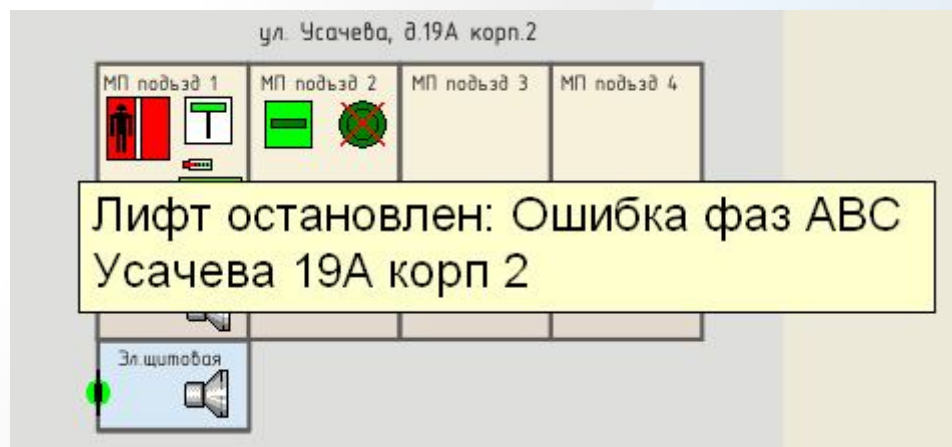 ул. Усачева, д.19А корп.2
МП подъзд 1
МП подъзд 2
МП подъзд 3
МП подъзд 4
Лифт остановлен: Ошибка фаз ABC
Усачева 19А корп 2
Эл.щитовая